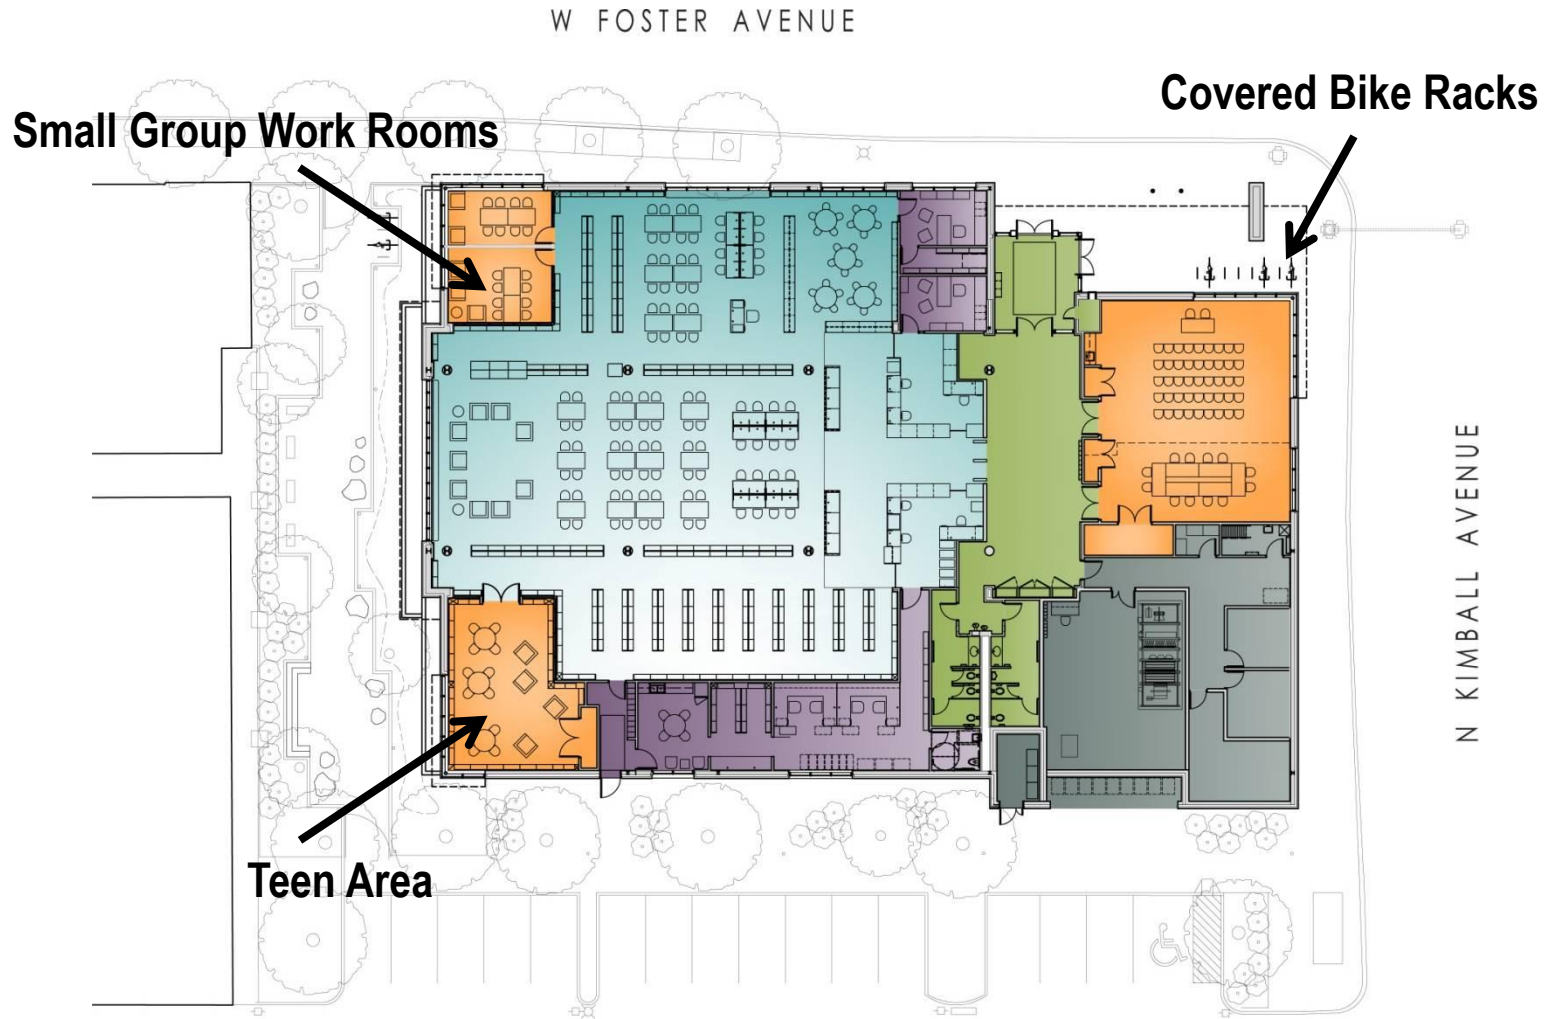 W FOSTER AVENUE
Covered Bike Racks
Small Group Work Rooms
N KIMBALL AVENUE
Teen Area